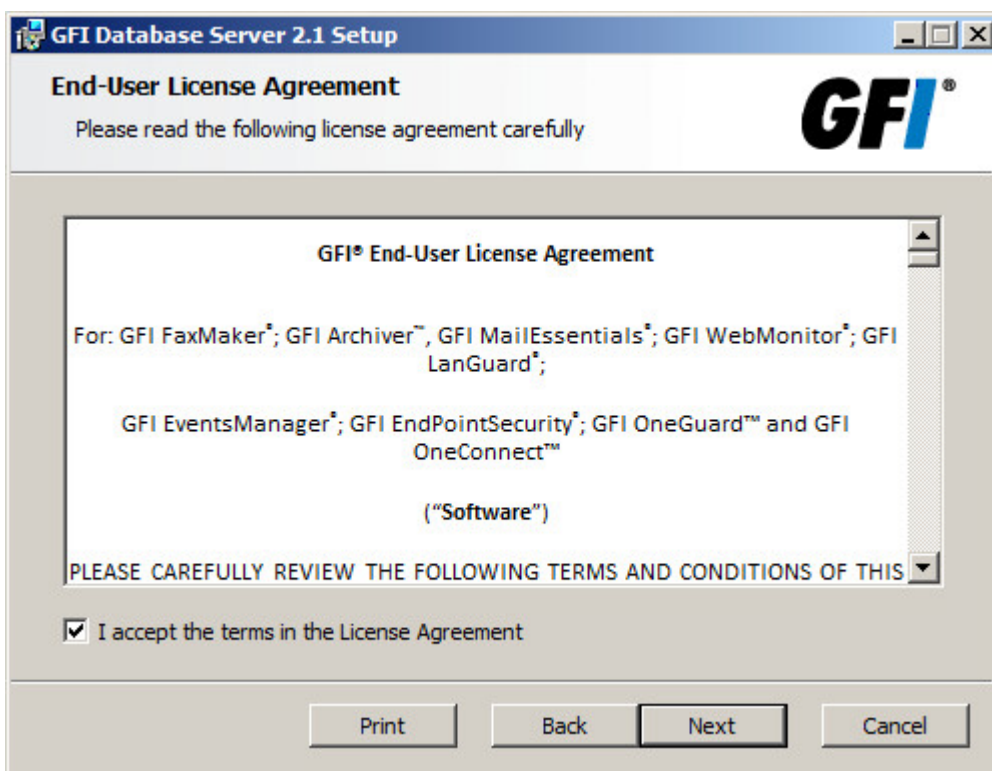 GFI Database Server 2.1 Setup
End-User License Agreement
Please read the following license agreement carefully
GFI®
GFI® End-User License Agreement
For: GFI FaxMaker®; GFI Archiver™, GFI MailEssentials®; GFI WebMonitor®; GFI
LanGuard®;
GFI EventsManager®; GFI EndPointSecurity®; GFI OneGuard™ and GFI
OneConnect™
(“Software”)
PLEASE CAREFULLY REVIEW THE FOLLOWING TERMS AND CONDITIONS OF THIS
I accept the terms in the License Agreement
Print Back Next Cancel